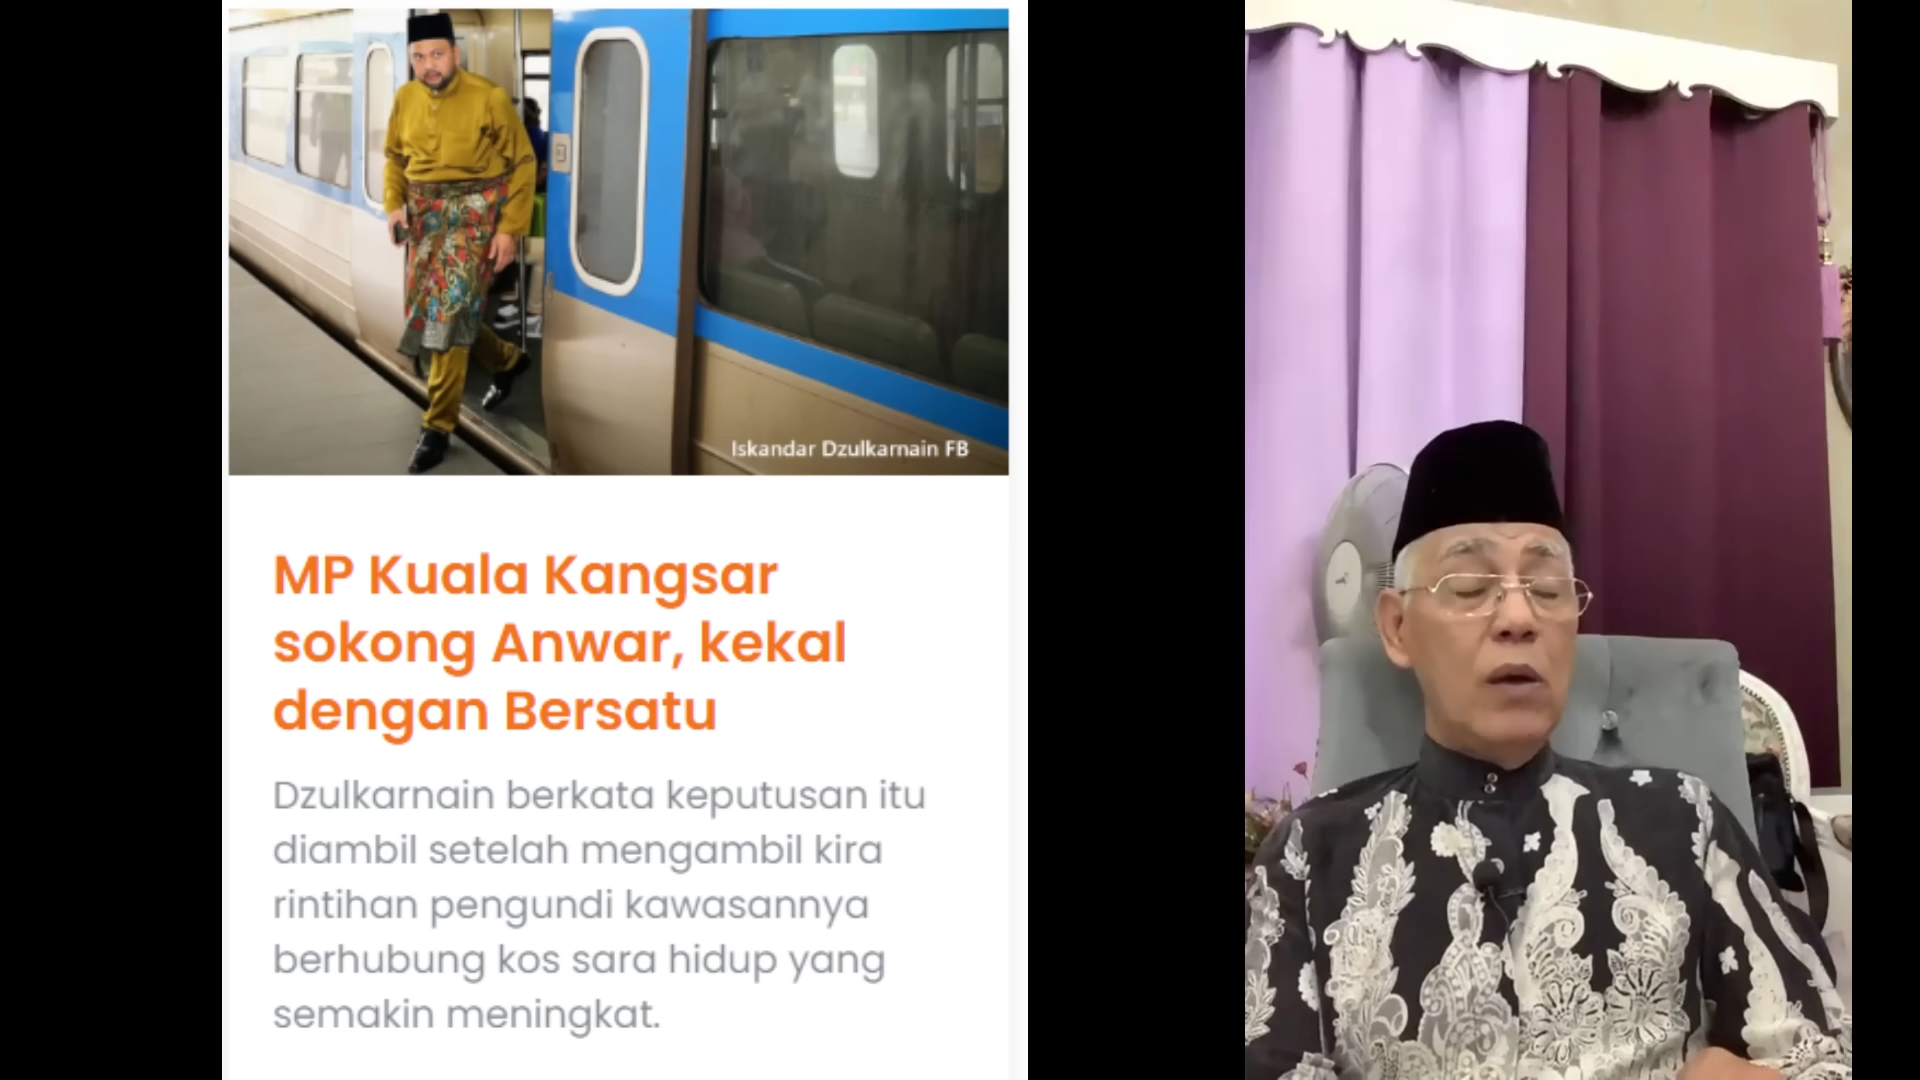 Iskandar Dzulkarnain FB
MP Kuala Kangsar
sokong Anwar, kekal
dengan Bersatu
Dzulkarnain berkata keputusan itu
diambil setelah mengambil kira
rintihan pengundi kawasannya
berhubung kos sara hidup yang
semakin meningkat.